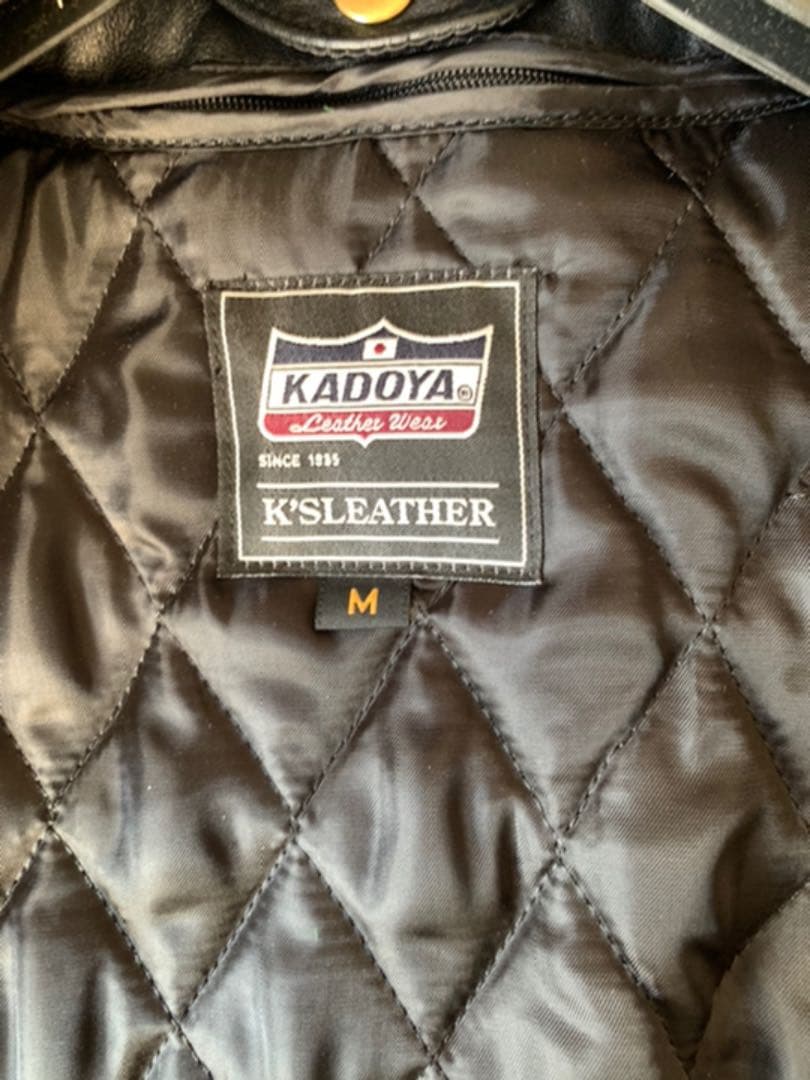 KADOYA®
Leather Wear
SINCE 1935
K'SLEATHER
M